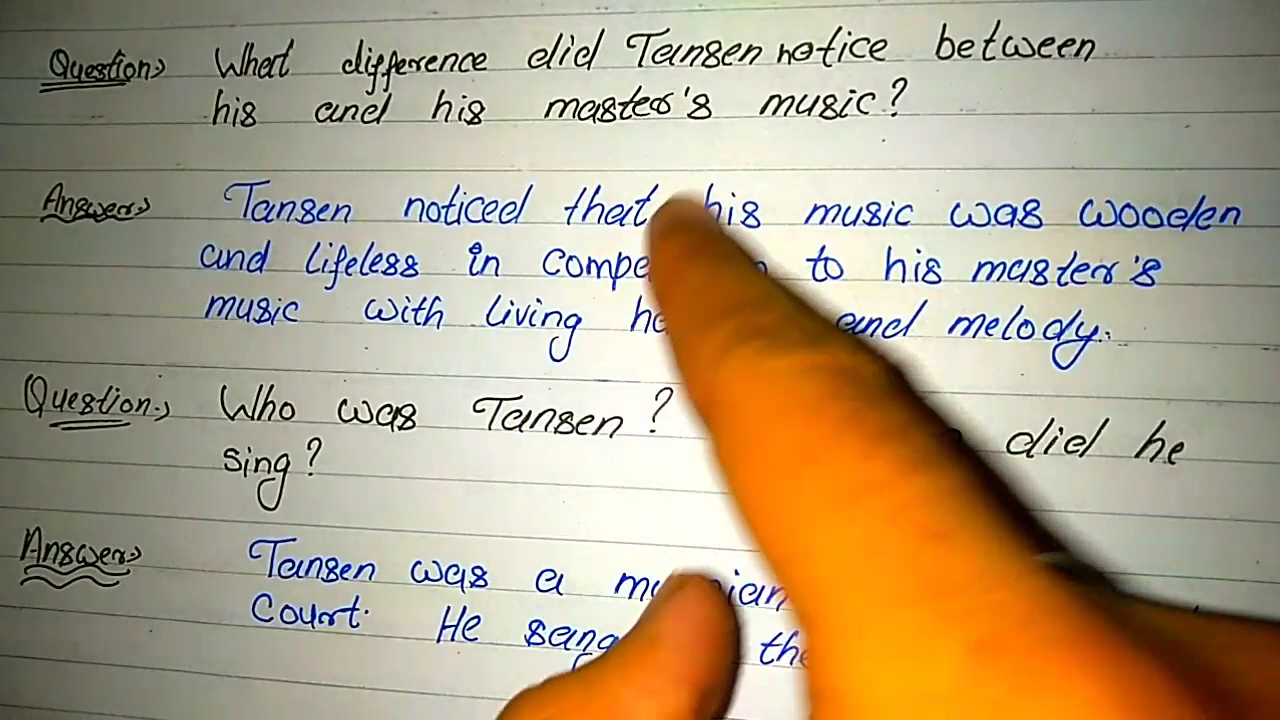 Question> What difference did Tansen notice between
his and his master's music?
Answer> Tansen noticed that his music was wooden
and lifeless in to his master's
music with living and melody.
Question> Who was Tansen? did he
sing?
Answer> Tansen was a
Court. He sang the